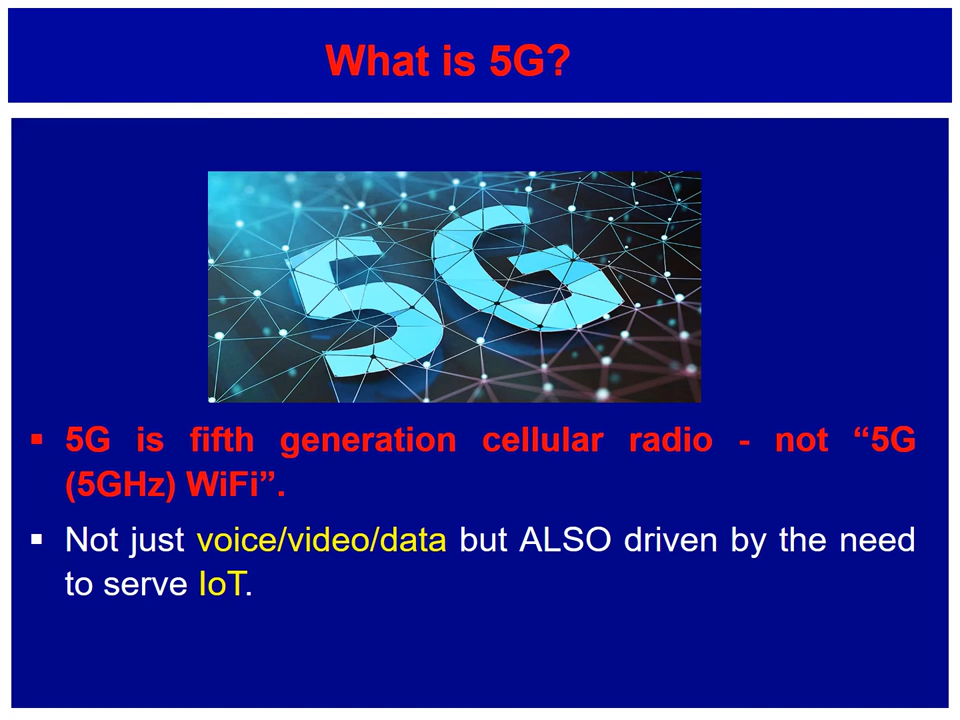 What is 5G?
5G
▪ 5G is fifth generation cellular radio - not “5G
(5GHz) WiFi”.
▪ Not just voice/video/data but ALSO driven by the need
to serve IoT.